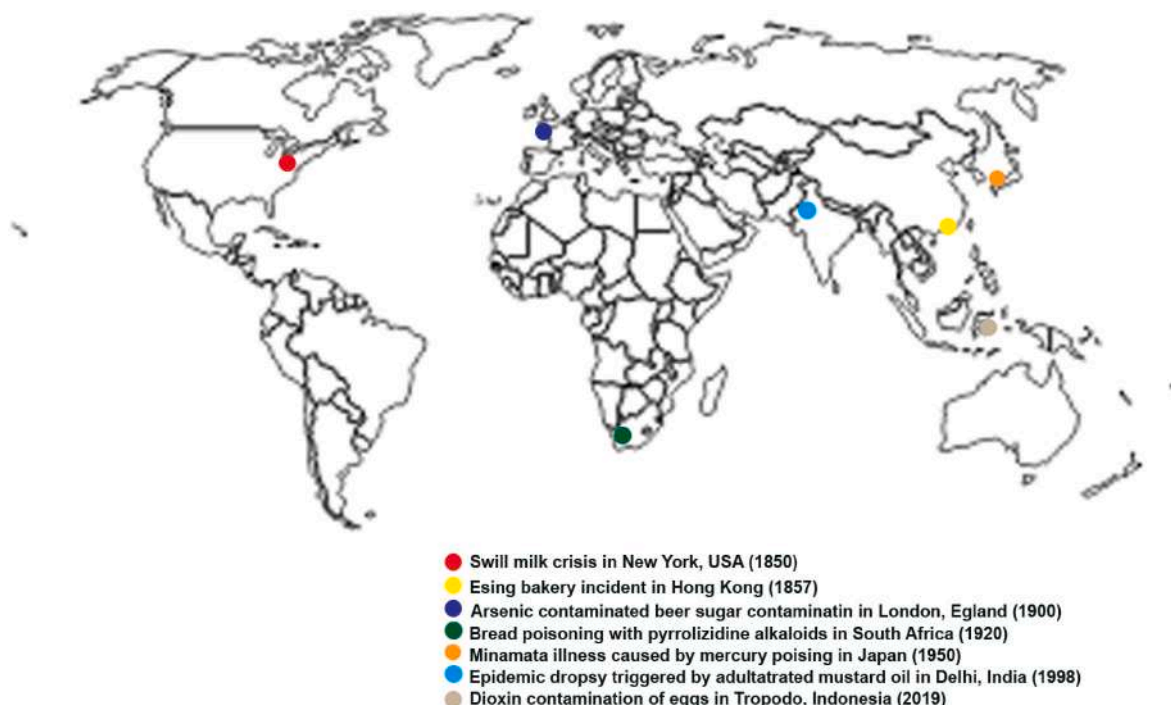 Swill milk crisis in New York, USA (1850)
Esing bakery incident in Hong Kong (1857)
Arsenic contaminated beer sugar contaminatin in London, Egland (1900)
Bread poisoning with pyrrolizidine alkaloids in South Africa (1920)
Minamata illness caused by mercury poising in Japan (1950)
Epidemic dropsy triggered by adultatrated mustard oil in Delhi, India (1998)
Dioxin contamination of eggs in Tropodo, Indonesia (2019)